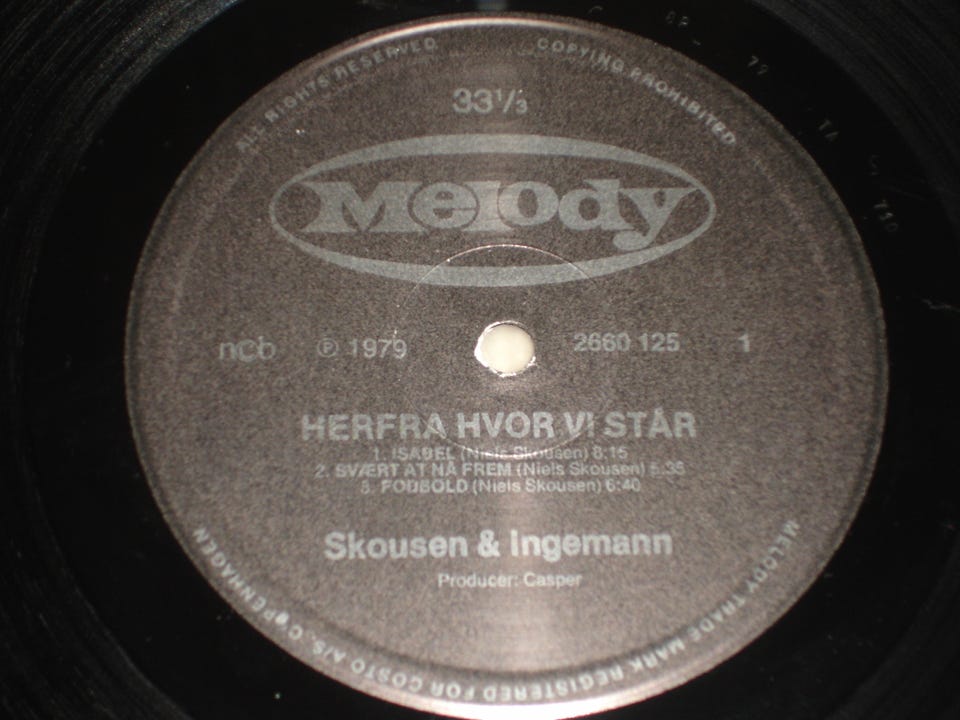 ALL RIGHTS RESERVED COPYING PROHIBITED
33 1/3
Melody
ncb ℗ 1979 2660 125 1
HERFRA HVOR VI STÅR
1. ISABEL (Niels Skousen) 8:15
2. SVÆRT AT NÅ FREM (Niels Skousen) 5:35
3. FODBOLD (Niels Skousen) 6:40
Skousen & Ingemann
Producer: Casper
MELODY TRADE MARK REGISTERED FOR COSTO A/S, COPENHAGEN